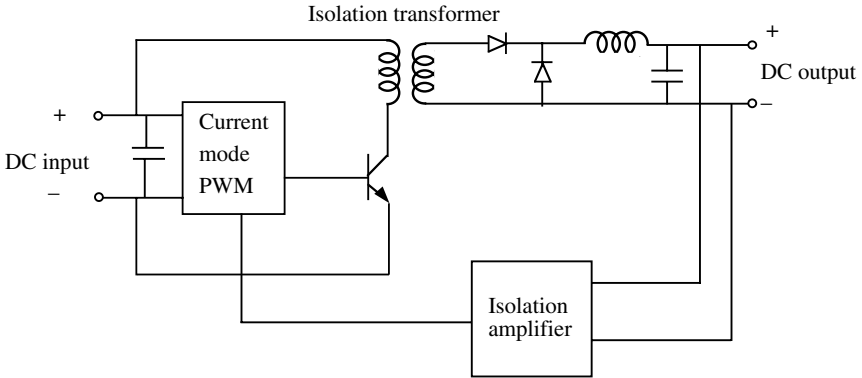 Isolation transformer
+
DC output
–
+
DC input
–
Current
mode
PWM
Isolation
amplifier